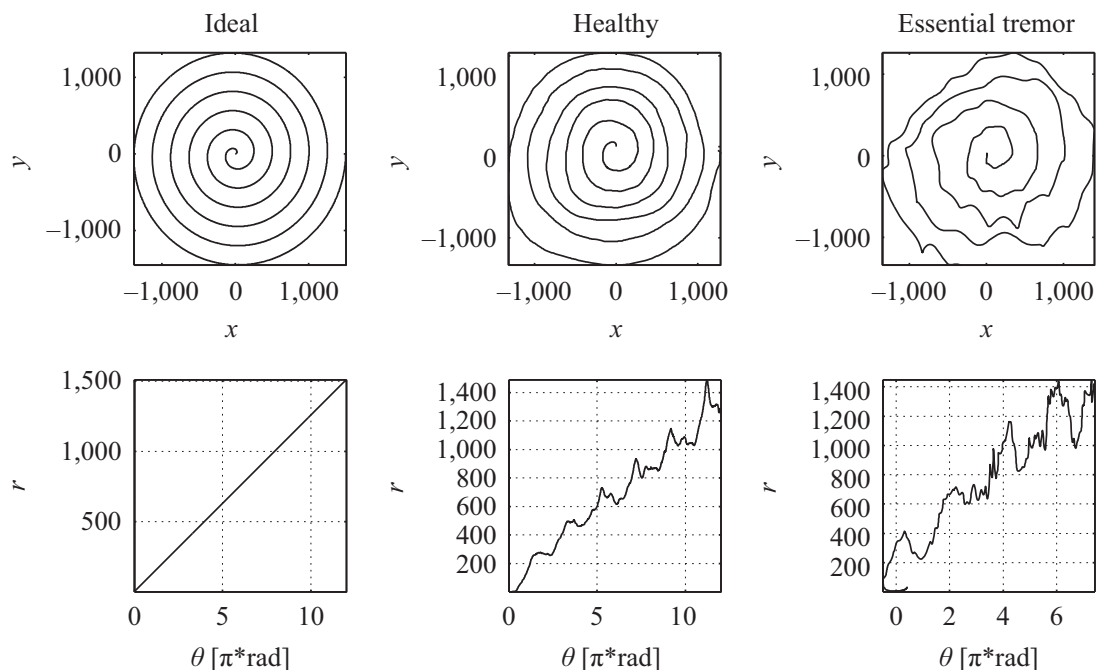 Ideal
Healthy
Essential tremor
1,000
0
–1,000
y
–1,000 0 1,000
x
1,000
0
–1,000
y
–1,000 0 1,000
x
1,000
0
–1,000
y
–1,000 0 1,000
x
1,500
1,000
500
r
0 5 10
θ [π*rad]
1,400
1,200
1,000
800
600
400
200
r
0 5 10
θ [π*rad]
1,400
1,200
1,000
800
600
400
200
r
0 2 4 6
θ [π*rad]